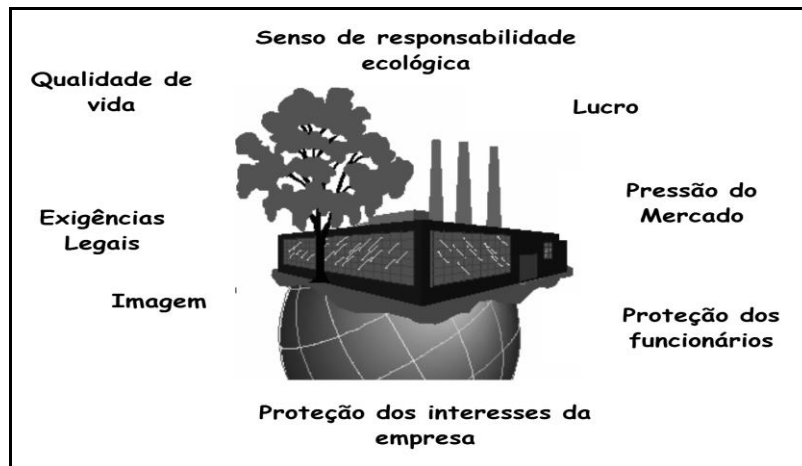 Senso de responsabilidade
ecológica
Qualidade de
vida
Lucro
Pressão do
Mercado
Exigências
Legais
Imagem
Proteção dos
funcionários
Proteção dos interesses da
empresa